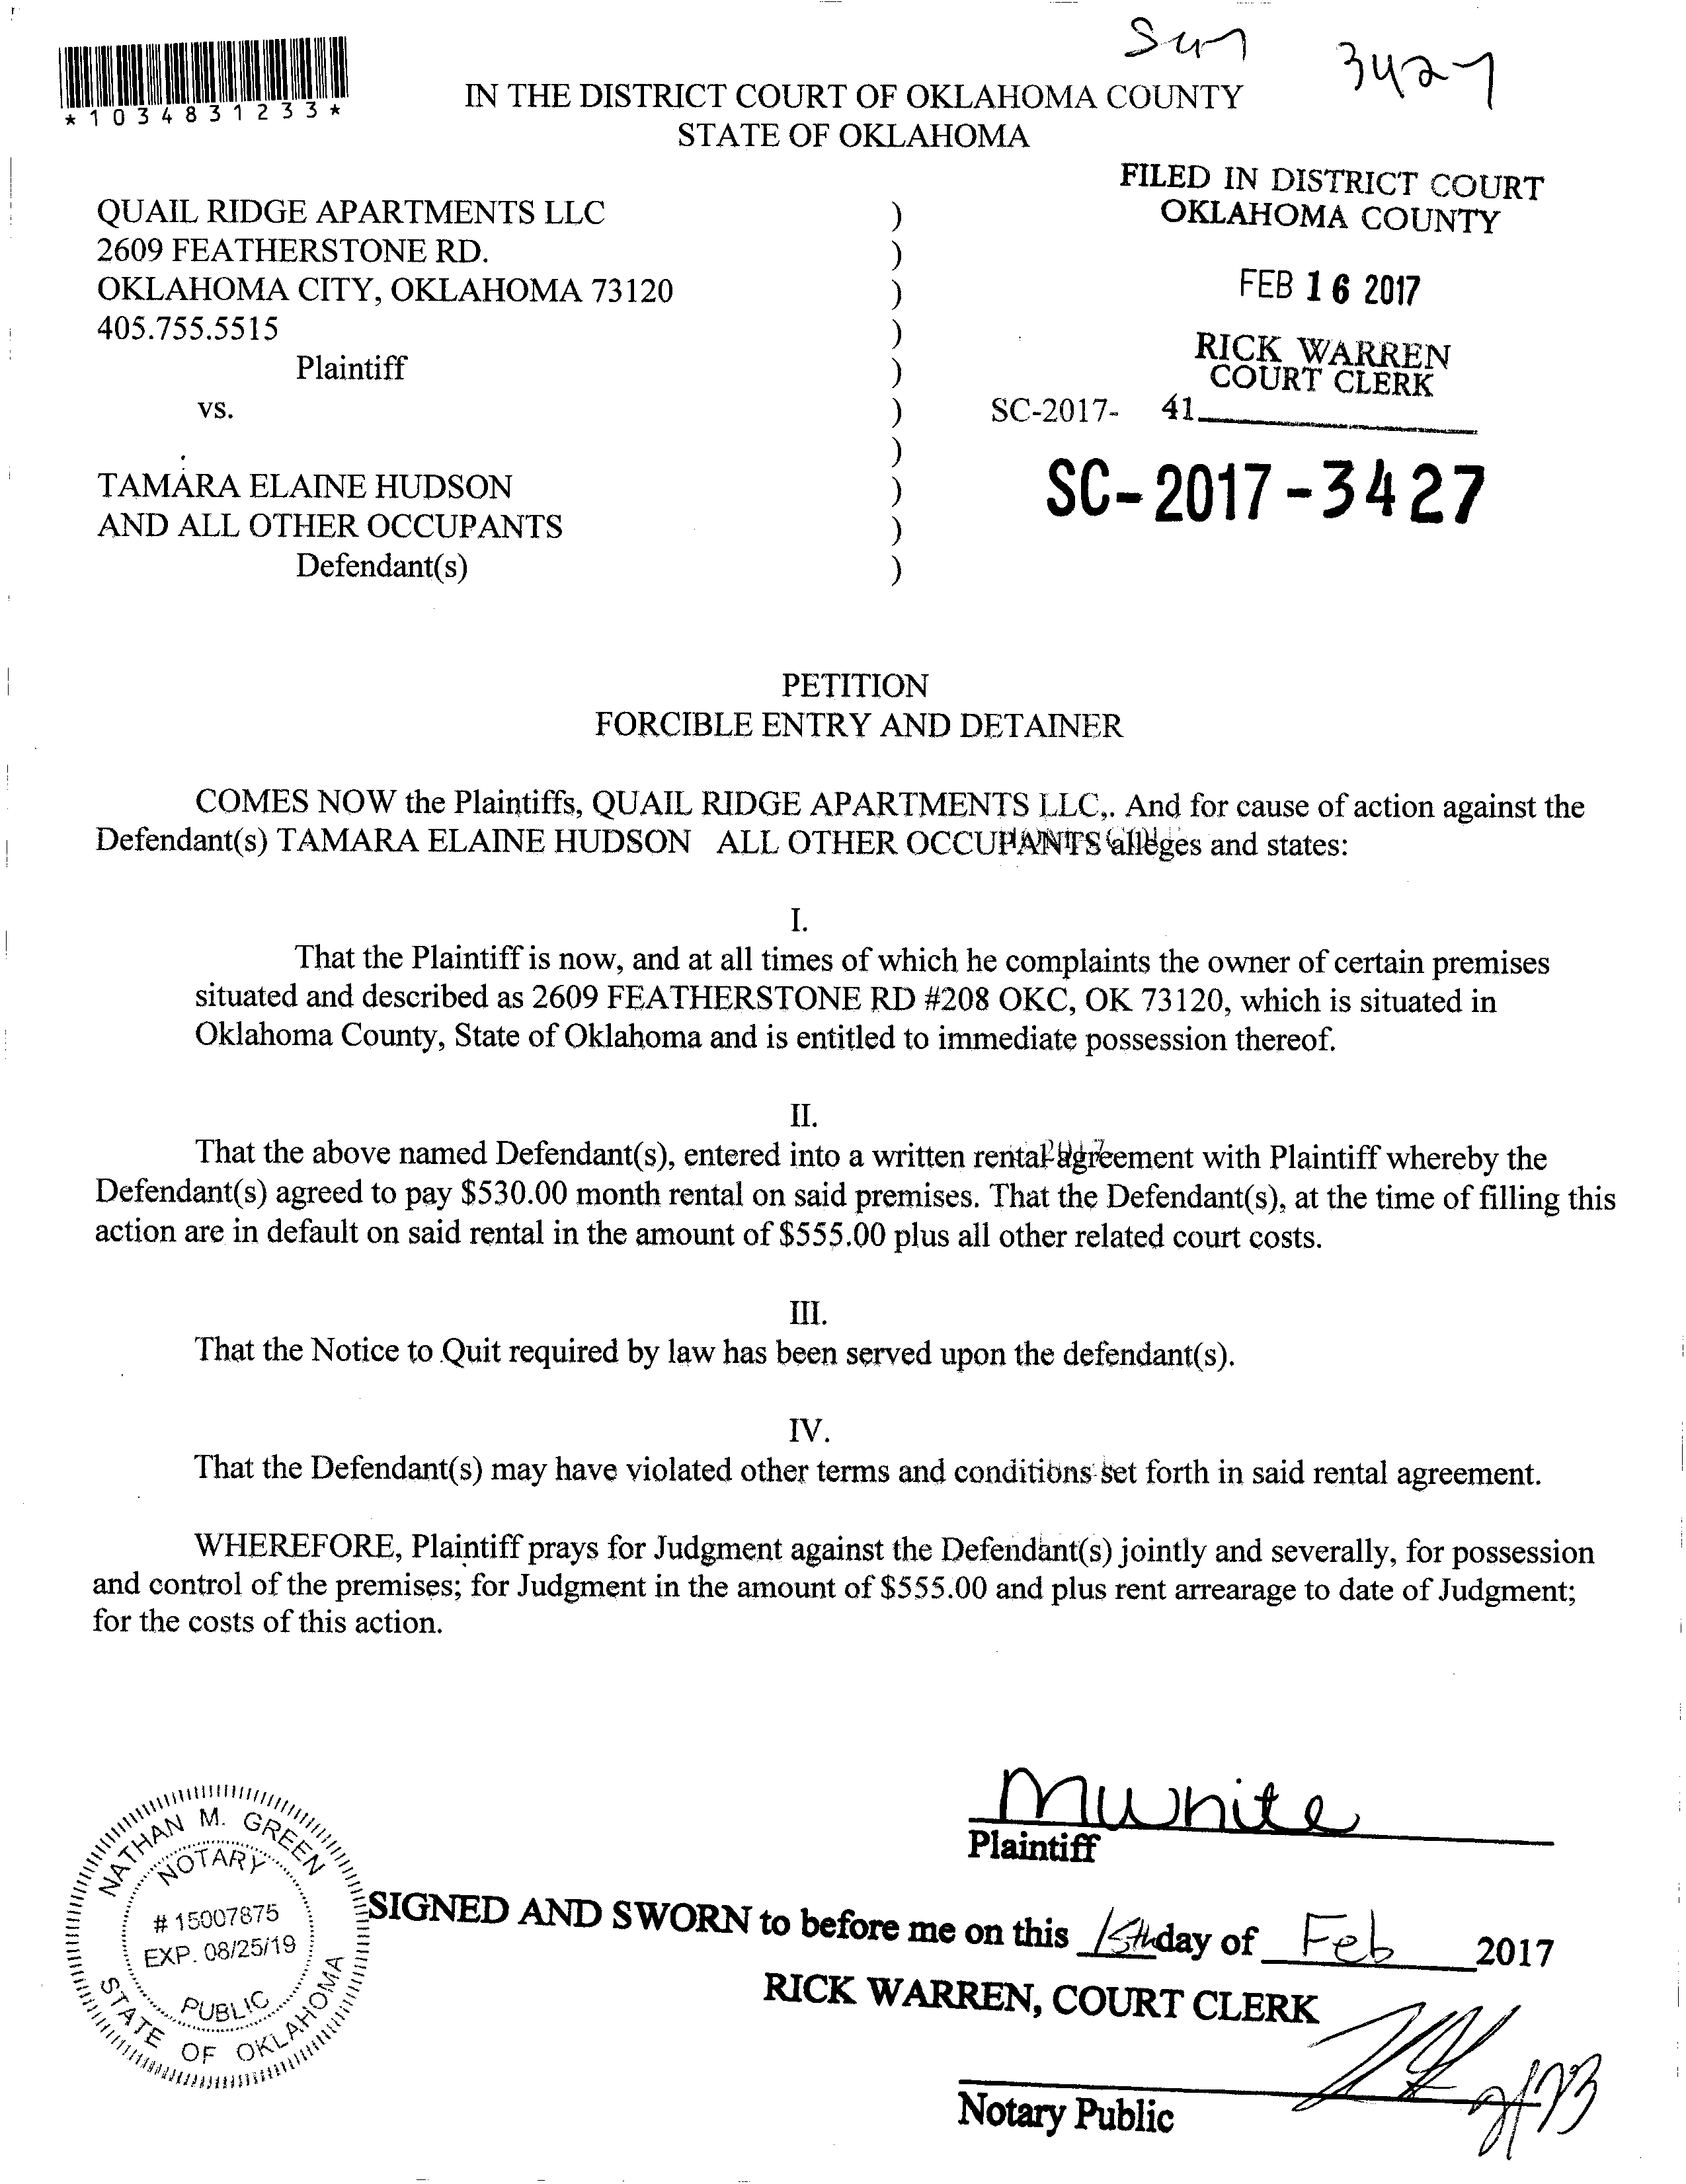 Sum 3427
*1034831233*
IN THE DISTRICT COURT OF OKLAHOMA COUNTY
STATE OF OKLAHOMA
FILED IN DISTRICT COURT
OKLAHOMA COUNTY
FEB 16 2017
RICK WARREN
COURT CLERK
41
QUAIL RIDGE APARTMENTS LLC )
2609 FEATHERSTONE RD. )
OKLAHOMA CITY, OKLAHOMA 73120 )
405.755.5515 )
Plaintiff )
vs. ) SC-2017-
)
TAMARA ELAINE HUDSON )
AND ALL OTHER OCCUPANTS )
Defendant(s) )
SC-2017-3427
PETITION
FORCIBLE ENTRY AND DETAINER
COMES NOW the Plaintiffs, QUAIL RIDGE APARTMENTS LLC,. And for cause of action against the
Defendant(s) TAMARA ELAINE HUDSON ALL OTHER OCCUPANTS alleges and states:
I.
That the Plaintiff is now, and at all times of which he complaints the owner of certain premises
situated and described as 2609 FEATHERSTONE RD #208 OKC, OK 73120, which is situated in
Oklahoma County, State of Oklahoma and is entitled to immediate possession thereof.
II.
That the above named Defendant(s), entered into a written rental agreement with Plaintiff whereby the
Defendant(s) agreed to pay $530.00 month rental on said premises. That the Defendant(s), at the time of filling this
action are in default on said rental in the amount of $555.00 plus all other related court costs.
III.
That the Notice to Quit required by law has been served upon the defendant(s).
IV.
That the Defendant(s) may have violated other terms and conditions set forth in said rental agreement.
WHEREFORE, Plaintiff prays for Judgment against the Defendant(s) jointly and severally, for possession
and control of the premises; for Judgment in the amount of $555.00 and plus rent arrearage to date of Judgment;
for the costs of this action.
MWhite
Plaintiff
NATHAN M. GREEN
NOTARY
# 15007875
EXP. 08/25/19
PUBLIC
STATE OF OKLAHOMA
SIGNED AND SWORN to before me on this 15th day of Feb 2017
RICK WARREN, COURT CLERK
Notary Public